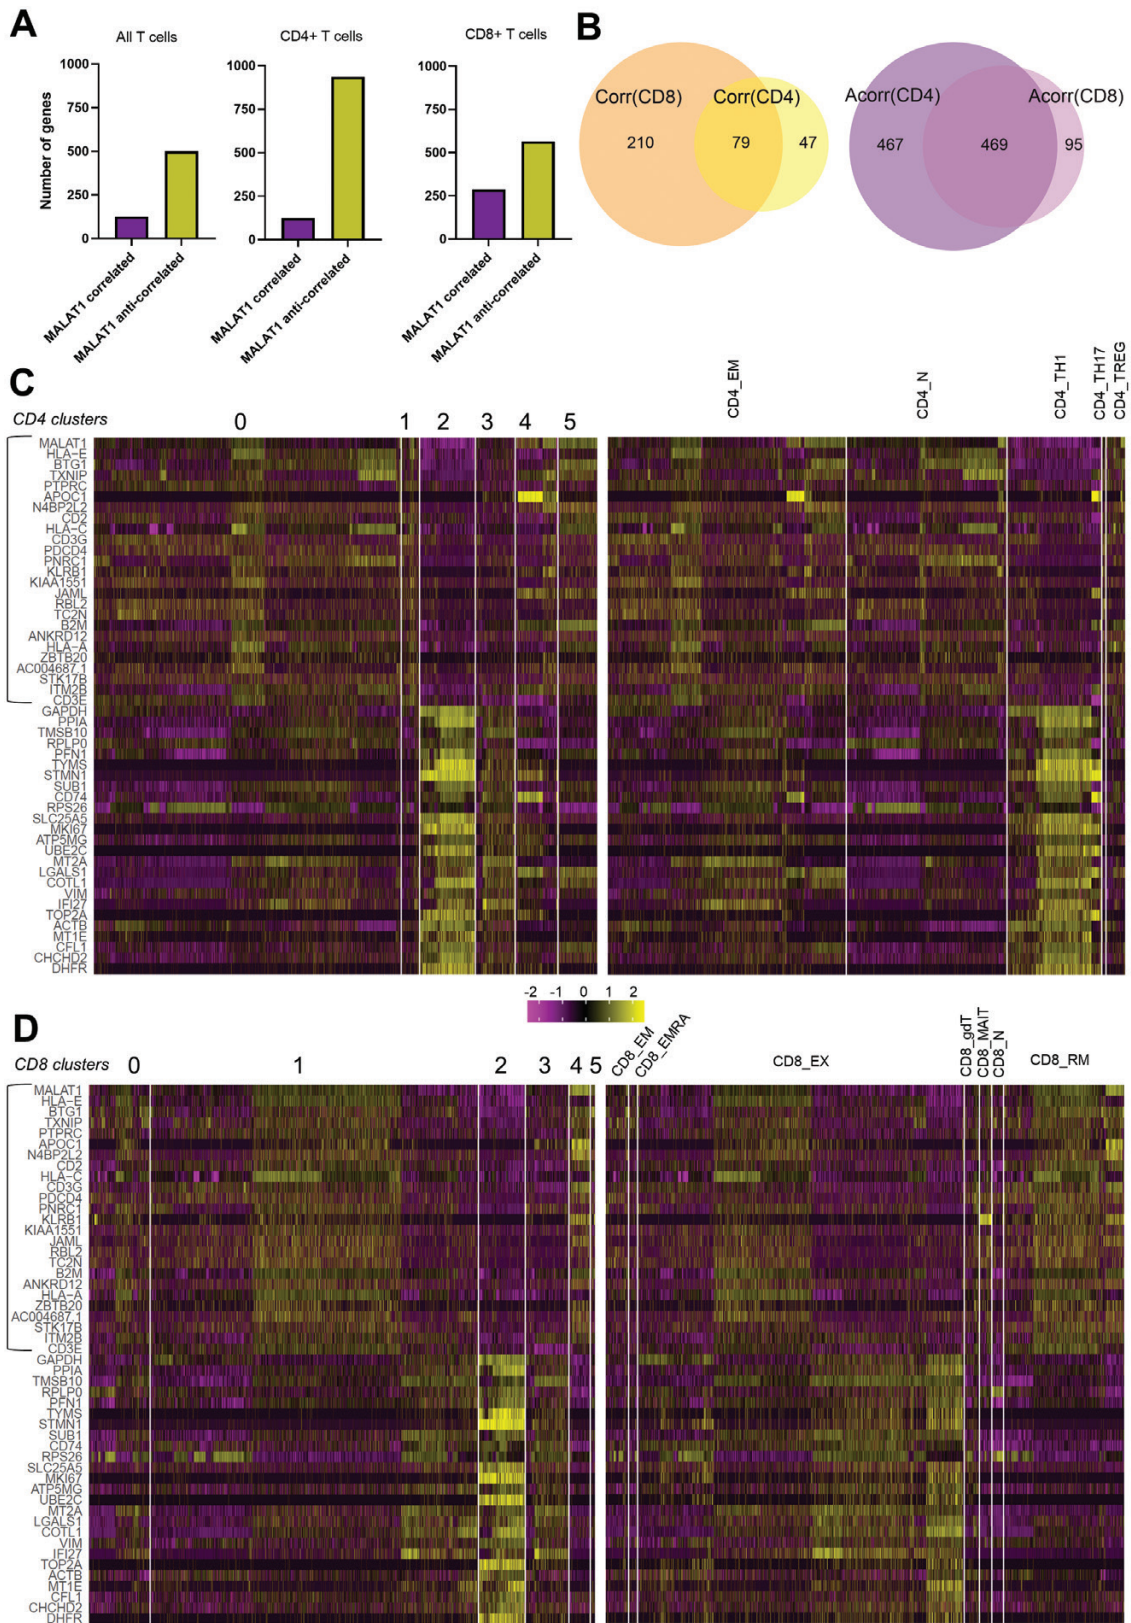 A
All T cells
CD4+ T cells
CD8+ T cells
Number of genes
1000
750
500
250
0
MALAT1 correlated
MALAT1 anti-correlated
1000
750
500
250
0
MALAT1 correlated
MALAT1 anti-correlated
1000
750
500
250
0
MALAT1 correlated
MALAT1 anti-correlated
B
Corr(CD8)
Corr(CD4)
210
79
47
Acorr(CD4)
Acorr(CD8)
467
469
95
C
CD4 clusters
0 1 2 3 4 5
CD4_EM
CD4_N
CD4_TH1
CD4_TH17
CD4_TREG
MALAT1
HLA-E
BTG1
TXNIP
PTPRC
APOC1
N4BP2L2
CD2
HLA-C
CD3G
PDCD4
PNRC1
KLRB1
KIAA1551
JAML
RBL2
TC2N
B2M
ANKRD12
HLA-A
ZBTB20
AC004687.1
STK17B
ITM2B
CD3E
GAPDH
PPIA
TMSB10
RPLP0
PFN1
TYMS
STMN1
SUB1
CD74
RPS26
SLC25A5
MKI67
ATP5MG
UBE2C
MT2A
LGALS1
COTL1
VIM
IFI27
TOP2A
ACTB
MT1E
CFL1
CHCHD2
DHFR
-2 -1 0 1 2
D
CD8 clusters
0 1 2 3 4 5
CD8_EM
CD8_EMRA
CD8_EX
CD8_gdT
CD8_MAIT
CD8_N
CD8_RM
MALAT1
HLA-E
BTG1
TXNIP
PTPRC
APOC1
N4BP2L2
CD2
HLA-C
CD3G
PDCD4
PNRC1
KLRB1
KIAA1551
JAML
RBL2
TC2N
B2M
ANKRD12
HLA-A
ZBTB20
AC004687.1
STK17B
ITM2B
CD3E
GAPDH
PPIA
TMSB10
RPLP0
PFN1
TYMS
STMN1
SUB1
CD74
RPS26
SLC25A5
MKI67
ATP5MG
UBE2C
MT2A
LGALS1
COTL1
VIM
IFI27
TOP2A
ACTB
MT1E
CFL1
CHCHD2
DHFR